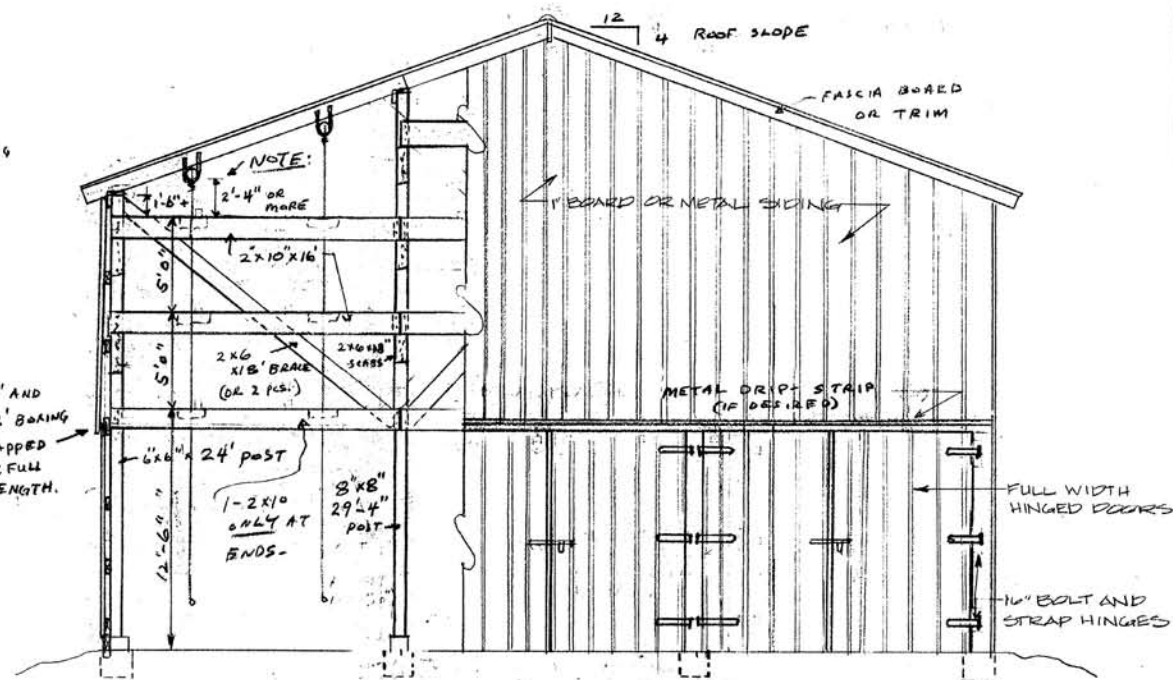 12
4 ROOF SLOPE
FASCIA BOARD
OR TRIM
NOTE:
1'-6"+
2'-4" OR
MORE
1" BOARD OR METAL SIDING
2"x10"x16'
5'0"
5'0"
2x6
x18' BRACE
(OR 2 PCS.)
2x6x18"
SCABS
METAL DRIP-STRIP
(IF DESIRED)
AND
BOXING
FULL
6"x6"x 24' POST
1-2x10
ONLY AT
ENDS-
8"x8"
29'-4"
POST
12'-6"
FULL WIDTH
HINGED DOORS
16" BOLT AND
STRAP HINGES